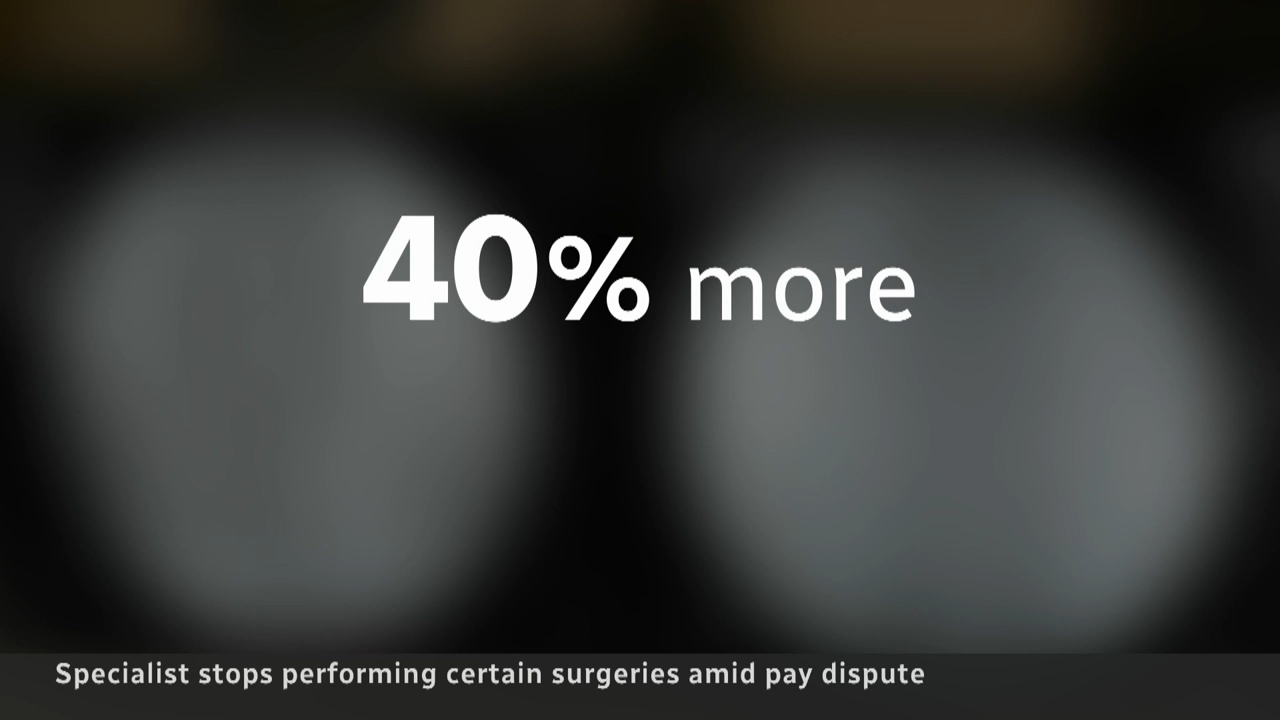 40% more
Specialist stops performing certain surgeries amid pay dispute